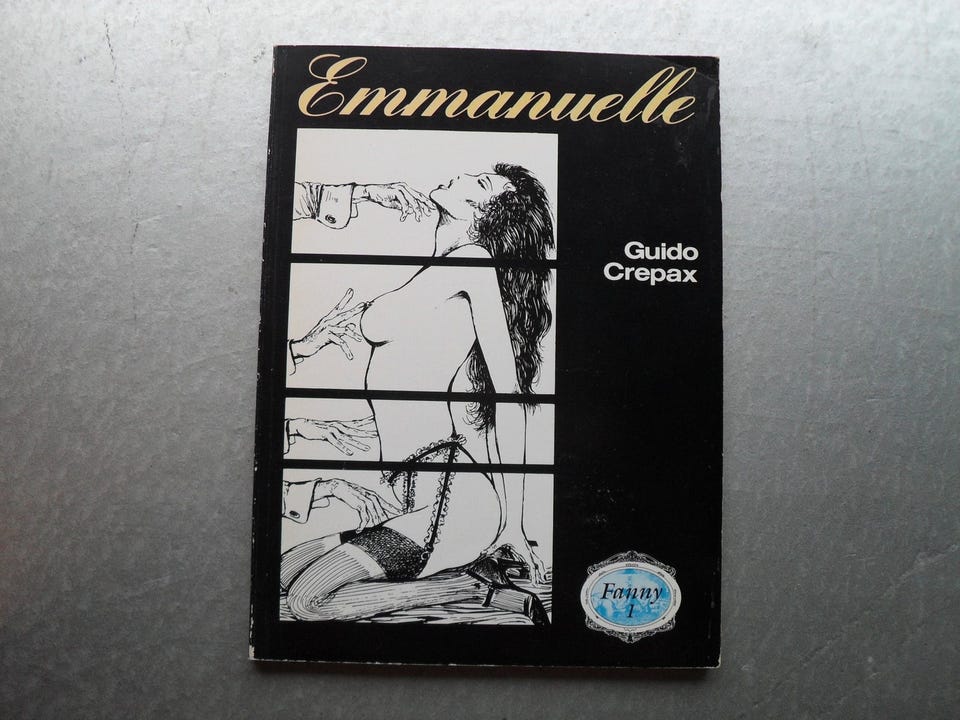 Emmanuelle
Guido
Crepax
Fanny
1